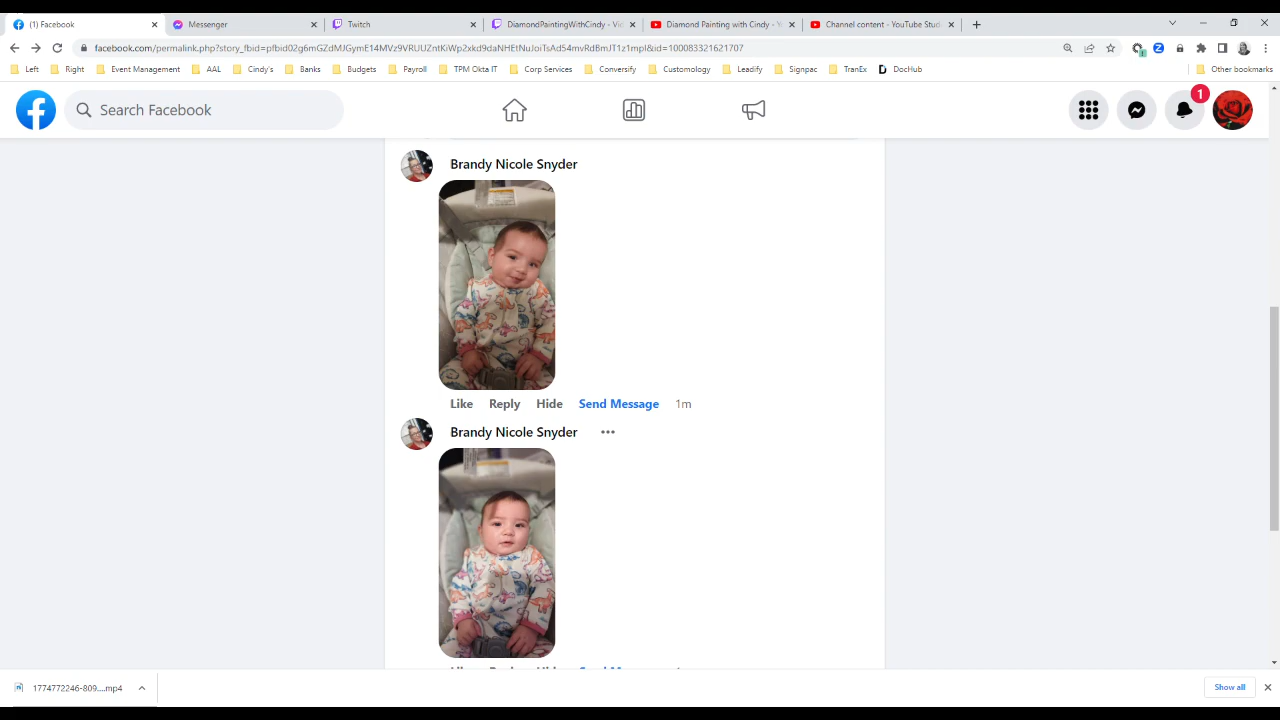 (1) Facebook
Messenger
Twitch
DiamondPaintingWithCindy - Vi
Diamond Painting with Cindy - Y
Channel content - YouTube Stud
facebook.com/permalink.php?story_fbid=
&id=100083321621707
Left
Right
Event Management
AAL
Cindy's
Banks
Budgets
Payroll
TPM Okta IT
Corp Services
Conversify
Customology
Leadify
Signpac
TranEx
DocHub
Other bookmarks
Search Facebook
1
Brandy Nicole Snyder
Like Reply Hide Send Message 1m
Brandy Nicole Snyder
1774772246-809....mp4
Show all